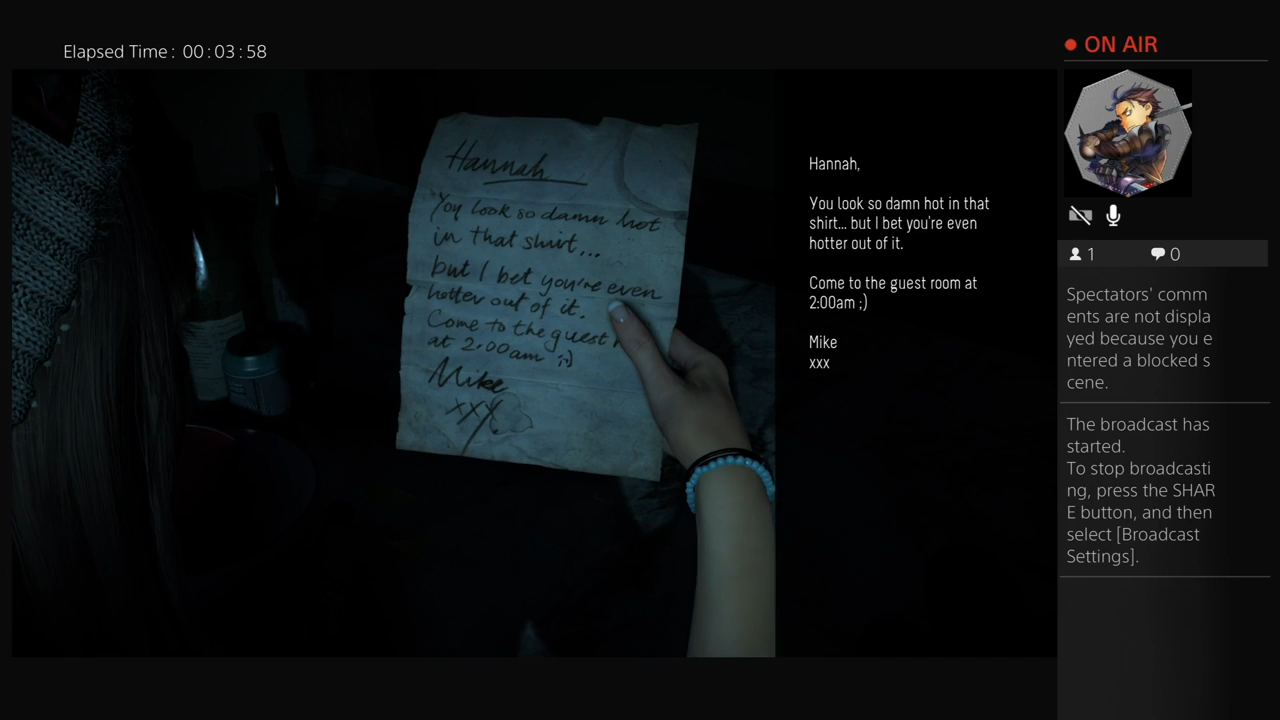 Elapsed Time: 00:03:58
ON AIR
Hannah
You look so damn hot
in that shirt...
but I bet you're even
hotter out of it.
Come to the guest
at 2.00am ;)
Mike
xxx
Hannah,
You look so damn hot in that
shirt... but I bet you're even
hotter out of it.
Come to the guest room at
2:00am ;)
Mike
xxx
1
0
Spectators' comm
ents are not displa
yed because you e
ntered a blocked s
cene.
The broadcast has
started.
To stop broadcasti
ng, press the SHAR
E button, and then
select [Broadcast
Settings].